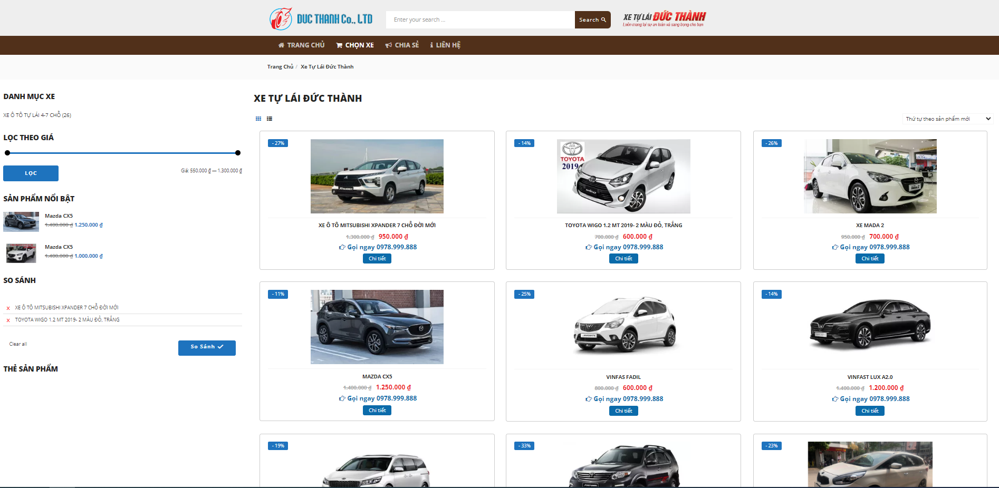 DUC THANH Co., LTD
Enter your search ...
Search
XE TỰ LÁI ĐỨC THÀNH
Luôn mang lại sự an toàn và sang trọng cho bạn
TRANG CHỦ
CHỌN XE
CHIA SẺ
LIÊN HỆ
Trang Chủ / Xe Tự Lái Đức Thành
DANH MỤC XE
XE Ô TÔ TỰ LÁI 4-7 CHỖ (26)
LỌC THEO GIÁ
LỌC
Giá: 550.000 ₫ — 1.300.000 ₫
SẢN PHẨM NỔI BẬT
Mazda CX5
1.400.000 ₫ 1.250.000 ₫
Mazda CX5
1.400.000 ₫ 1.000.000 ₫
SO SÁNH
x XE Ô TÔ MITSUBISHI XPANDER 7 CHỖ ĐỜI MỚI
x TOYOTA WIGO 1.2 MT 2019- 2 MÀU ĐỎ, TRẮNG
Clear all
So Sánh
THẺ SẢN PHẨM
XE TỰ LÁI ĐỨC THÀNH
Thứ tự theo sản phẩm mới
- 27%
XPANDER
XE Ô TÔ MITSUBISHI XPANDER 7 CHỖ ĐỜI MỚI
1.300.000 ₫ 950.000 ₫
Gọi ngay 0978.999.888
Chi tiết
- 14%
TOYOTA
2019
wigo
TOYOTA WIGO 1.2 MT 2019- 2 MÀU ĐỎ, TRẮNG
700.000 ₫ 600.000 ₫
Gọi ngay 0978.999.888
Chi tiết
- 26%
XE MADA 2
950.000 ₫ 700.000 ₫
Gọi ngay 0978.999.888
Chi tiết
- 11%
MAZDA CX5
1.400.000 ₫ 1.250.000 ₫
Gọi ngay 0978.999.888
Chi tiết
- 25%
VINFAS FADIL
800.000 ₫ 600.000 ₫
Gọi ngay 0978.999.888
Chi tiết
- 14%
VINFAST LUX A2.0
1.400.000 ₫ 1.200.000 ₫
Gọi ngay 0978.999.888
Chi tiết
- 19%
- 33%
FORTUNER
- 23%